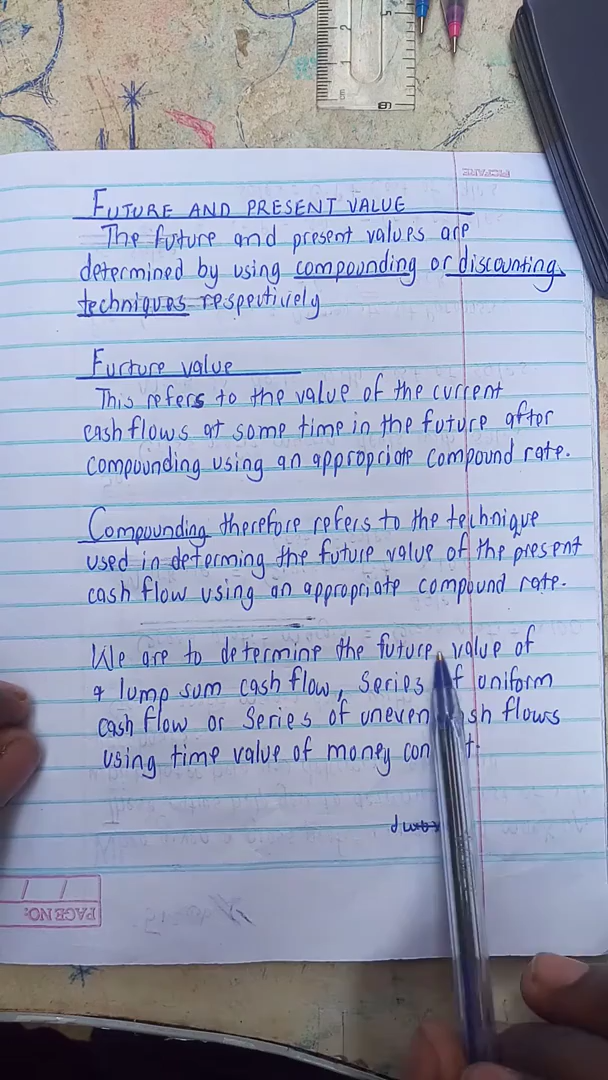 FUTURE AND PRESENT VALUE
The future and present values are
determined by using compounding or discounting
techniques respectively
Furture value
This refers to the value of the current
cash flows at some time in the future after
compounding using an appropriate compound rate.
Compounding therefore refers to the technique
used in determing the future value of the present
cash flow using an appropriate compound rate.
We are to determine the future value of
a lump sum cash flow, series of uniform
cash flow or series of uneven cash flows
using time value of money
PAGE NO: